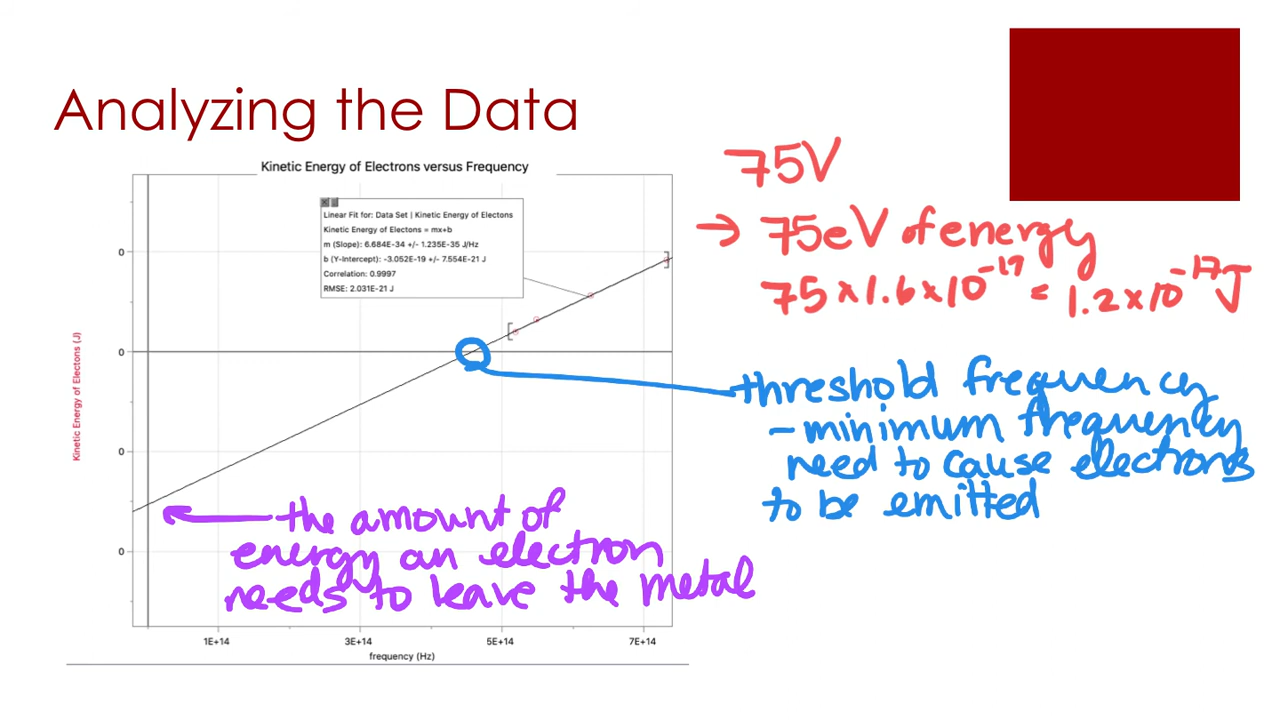 Analyzing the Data
Kinetic Energy of Electrons versus Frequency
Linear Fit for: Data Set | Kinetic Energy of Electons
Kinetic Energy of Electons = mx+b
m (Slope): 6.684E-34 +/- 1.235E-35 J/Hz
b (Y-Intercept): -3.052E-19 +/- 7.554E-21 J
Correlation: 0.9997
RMSE: 2.031E-21 J
0
0
0
0
Kinetic Energy of Electons (J)
1E+14 3E+14 5E+14 7E+14
frequency (Hz)
75V
→ 75eV of energy
75 x 1.6 x 10⁻¹⁹ = 1.2 x 10⁻¹⁷J
threshold frequency
- minimum frequency
need to cause electrons
to be emitted
the amount of
energy an electron
needs to leave the metal